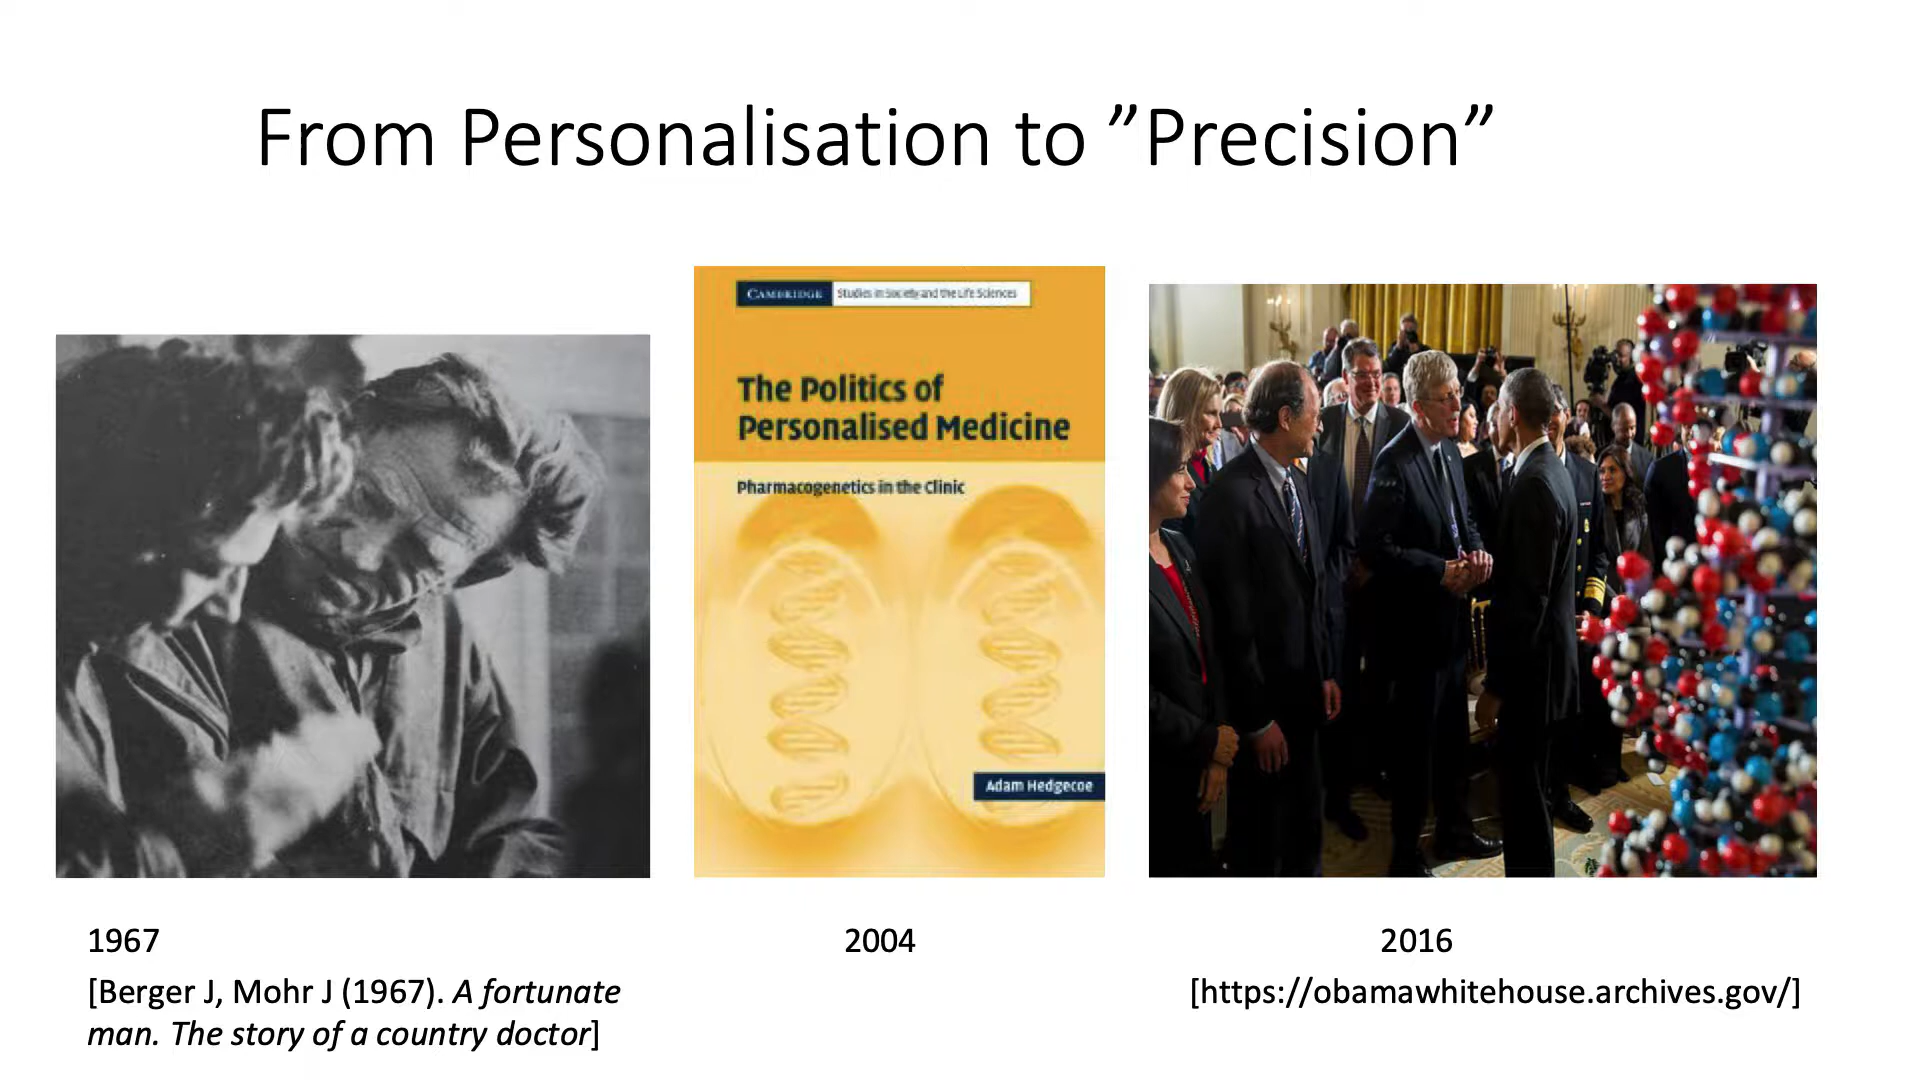 From Personalisation to ”Precision”
CAMBRIDGE Studies in Society and the Life Sciences
The Politics of
Personalised Medicine
Pharmacogenetics in the Clinic
Adam Hedgecoe
1967
[Berger J, Mohr J (1967). A fortunate
man. The story of a country doctor]
2004
2016
[https://obamawhitehouse.archives.gov/]